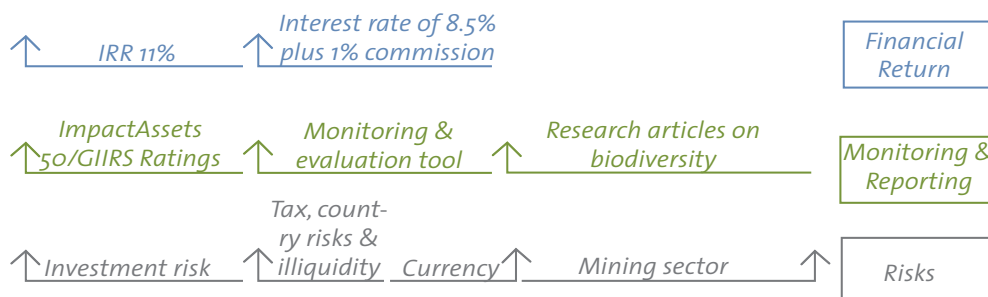 IRR 11%
Interest rate of 8.5%
plus 1% commission
Financial
Return
ImpactAssets
50/GIIRS Ratings
Monitoring &
evaluation tool
Research articles on
biodiversity
Monitoring &
Reporting
Investment risk
Tax, count-
ry risks &
illiquidity
Currency
Mining sector
Risks